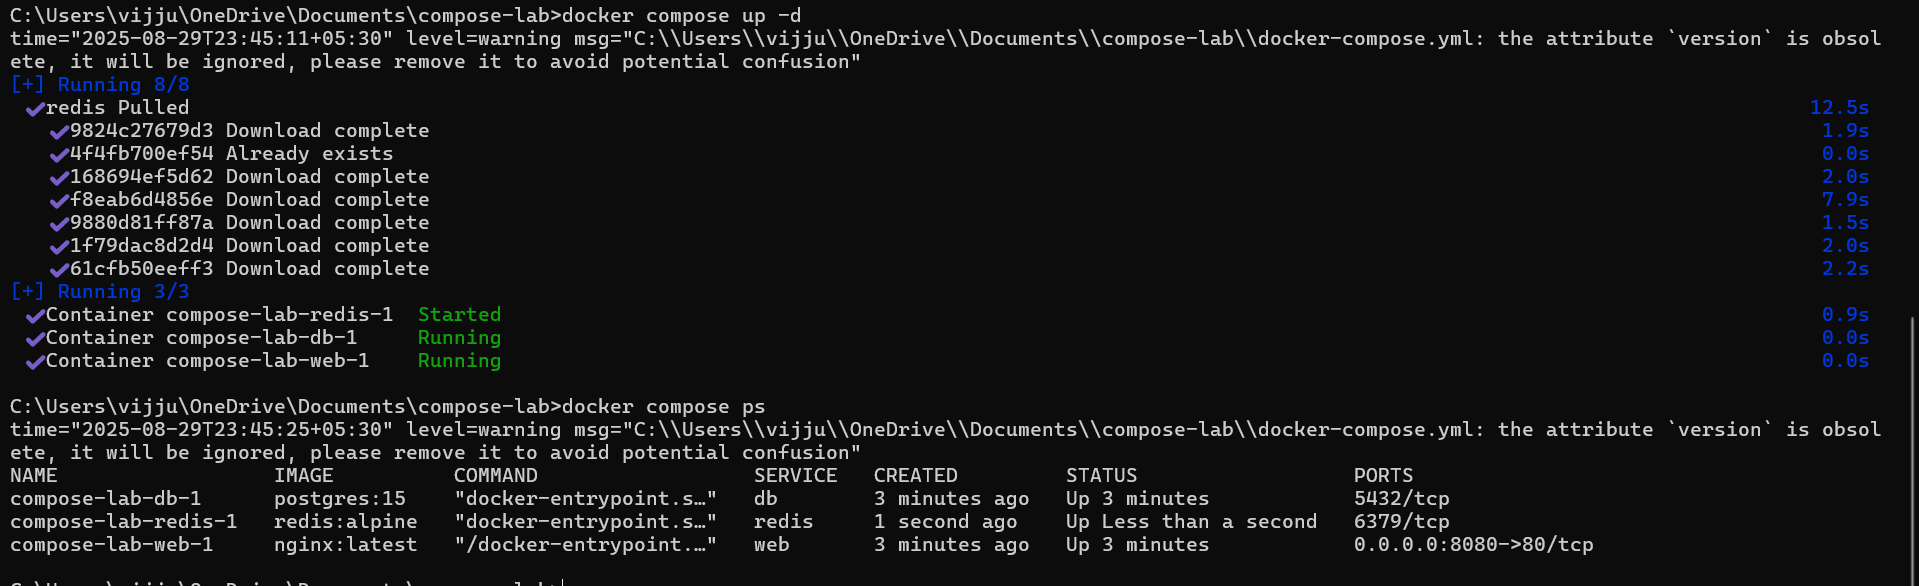 C:\Users\vijju\OneDrive\Documents\compose-lab>docker compose up -d
time="2025-08-29T23:45:11+05:30" level=warning msg="C:\\Users\\vijju\\OneDrive\\Documents\\compose-lab\\docker-compose.yml: the attribute `version` is obsol
ete, it will be ignored, please remove it to avoid potential confusion"
[+] Running 8/8
✔redis Pulled 12.5s
✔9824c27679d3 Download complete 1.9s
✔4f4fb700ef54 Already exists 0.0s
✔168694ef5d62 Download complete 2.0s
✔f8eab6d4856e Download complete 7.9s
✔9880d81ff87a Download complete 1.5s
✔1f79dac8d2d4 Download complete 2.0s
✔61cfb50eeff3 Download complete 2.2s
[+] Running 3/3
✔Container compose-lab-redis-1 Started 0.9s
✔Container compose-lab-db-1 Running 0.0s
✔Container compose-lab-web-1 Running 0.0s
C:\Users\vijju\OneDrive\Documents\compose-lab>docker compose ps
time="2025-08-29T23:45:25+05:30" level=warning msg="C:\\Users\\vijju\\OneDrive\\Documents\\compose-lab\\docker-compose.yml: the attribute `version` is obsol
ete, it will be ignored, please remove it to avoid potential confusion"
NAME IMAGE COMMAND SERVICE CREATED STATUS PORTS
compose-lab-db-1 postgres:15 "docker-entrypoint.s…" db 3 minutes ago Up 3 minutes 5432/tcp
compose-lab-redis-1 redis:alpine "docker-entrypoint.s…" redis 1 second ago Up Less than a second 6379/tcp
compose-lab-web-1 nginx:latest "/docker-entrypoint.…" web 3 minutes ago Up 3 minutes 0.0.0.0:8080->80/tcp